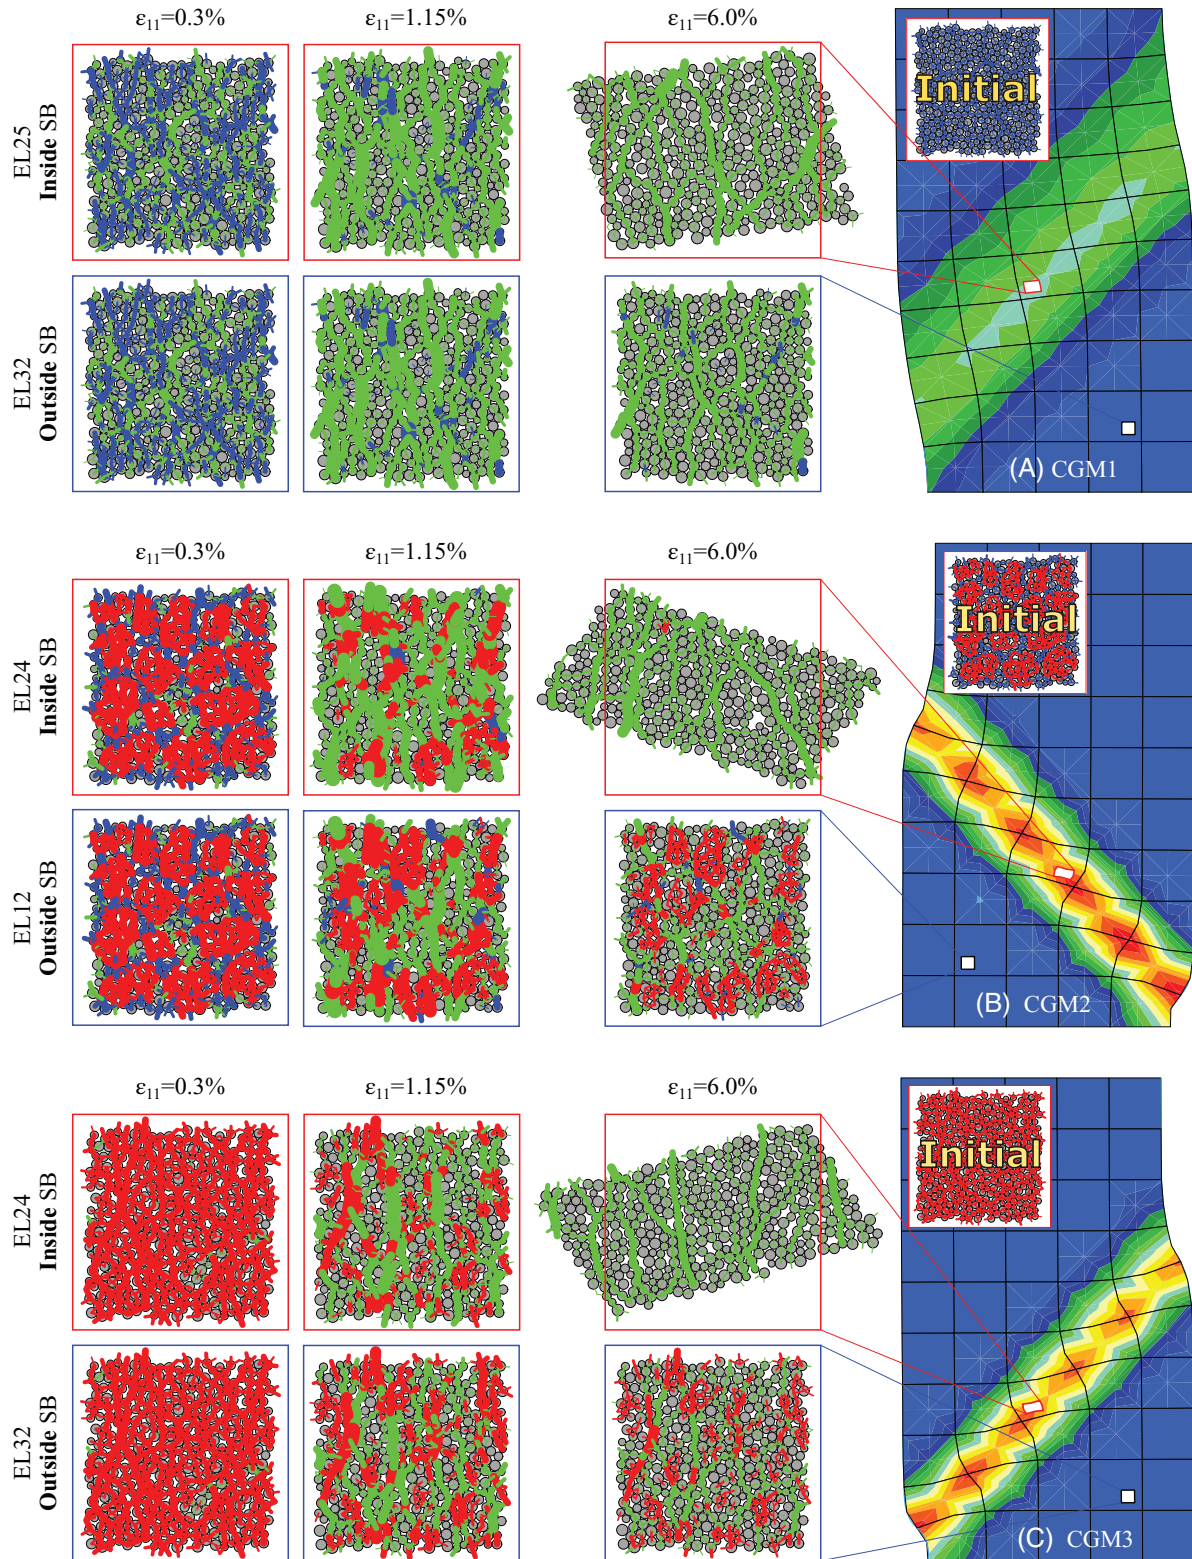 ε11=0.3%
ε11=1.15%
ε11=6.0%
EL25
Inside SB
Initial
EL32
Outside SB
(A) CGM1
ε11=0.3%
ε11=1.15%
ε11=6.0%
EL24
Inside SB
Initial
EL12
Outside SB
(B) CGM2
ε11=0.3%
ε11=1.15%
ε11=6.0%
EL24
Inside SB
Initial
EL32
Outside SB
(C) CGM3